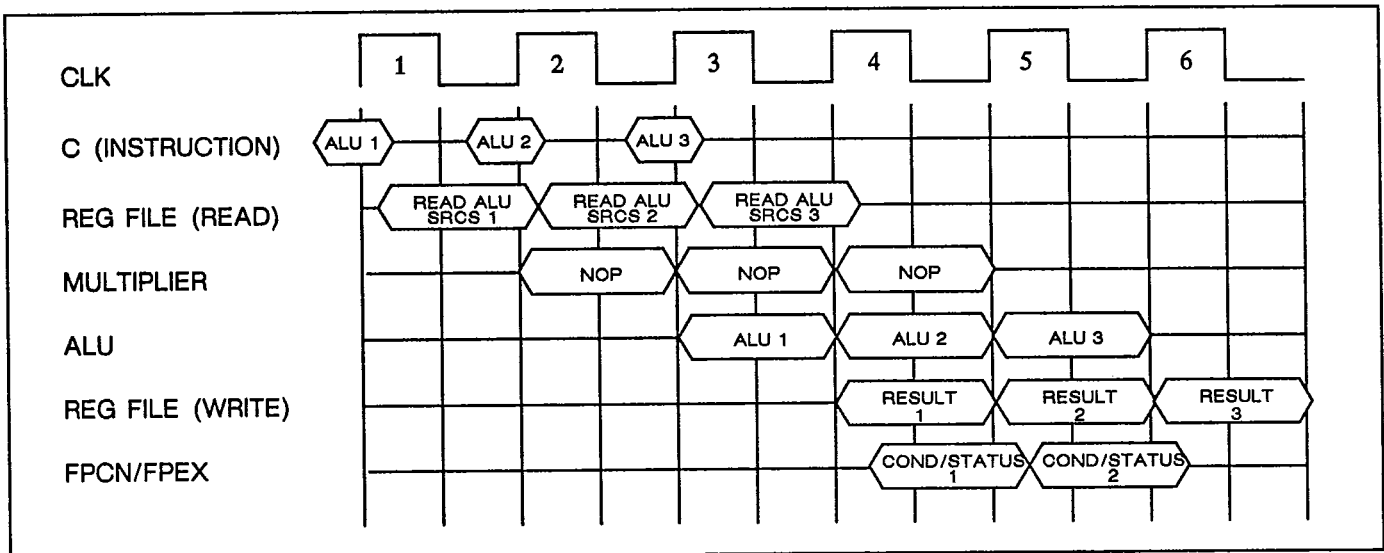 CLK
1
2
3
4
5
6
C (INSTRUCTION)
ALU 1
ALU 2
ALU 3
REG FILE (READ)
READ ALU
SRCS 1
READ ALU
SRCS 2
READ ALU
SRCS 3
MULTIPLIER
NOP
NOP
NOP
ALU
ALU 1
ALU 2
ALU 3
REG FILE (WRITE)
RESULT
1
RESULT
2
RESULT
3
FPCN/FPEX
COND/STATUS
1
COND/STATUS
2